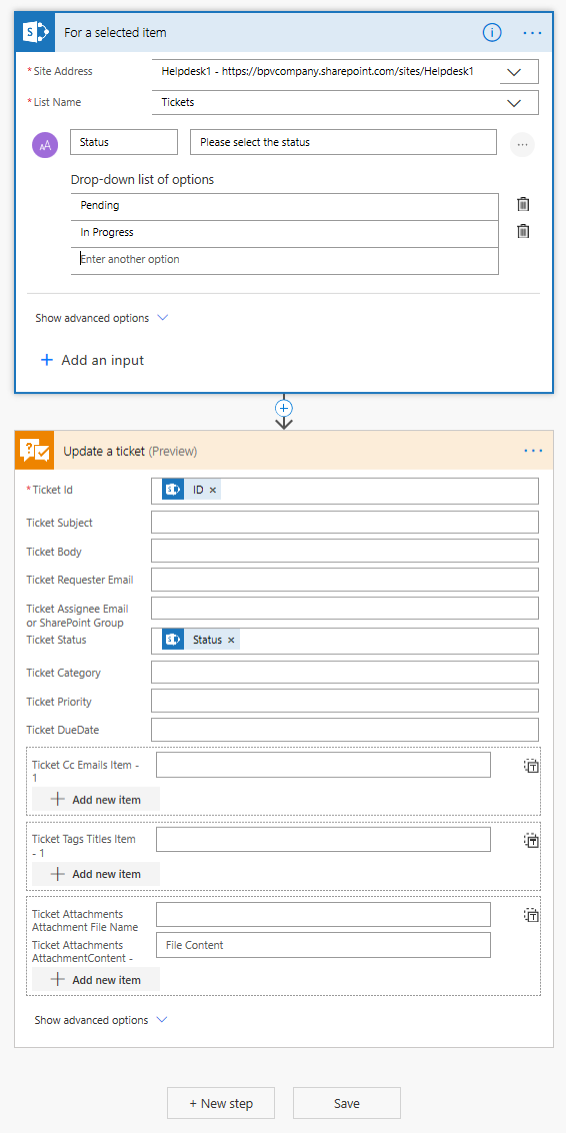 For a selected item
* Site Address
Helpdesk1 - https://bpvcompany.sharepoint.com/sites/Helpdesk1
* List Name
Tickets
Status
Please select the status
Drop-down list of options
Pending
In Progress
Enter another option
Show advanced options
+ Add an input
Update a ticket (Preview)
* Ticket Id
ID ×
Ticket Subject
Ticket Body
Ticket Requester Email
Ticket Assignee Email
or SharePoint Group
Ticket Status
Status ×
Ticket Category
Ticket Priority
Ticket DueDate
Ticket Cc Emails Item -
1
+ Add new item
Ticket Tags Titles Item
- 1
+ Add new item
Ticket Attachments
Attachment File Name
Ticket Attachments
AttachmentContent -
File Content
+ Add new item
Show advanced options
+ New step
Save